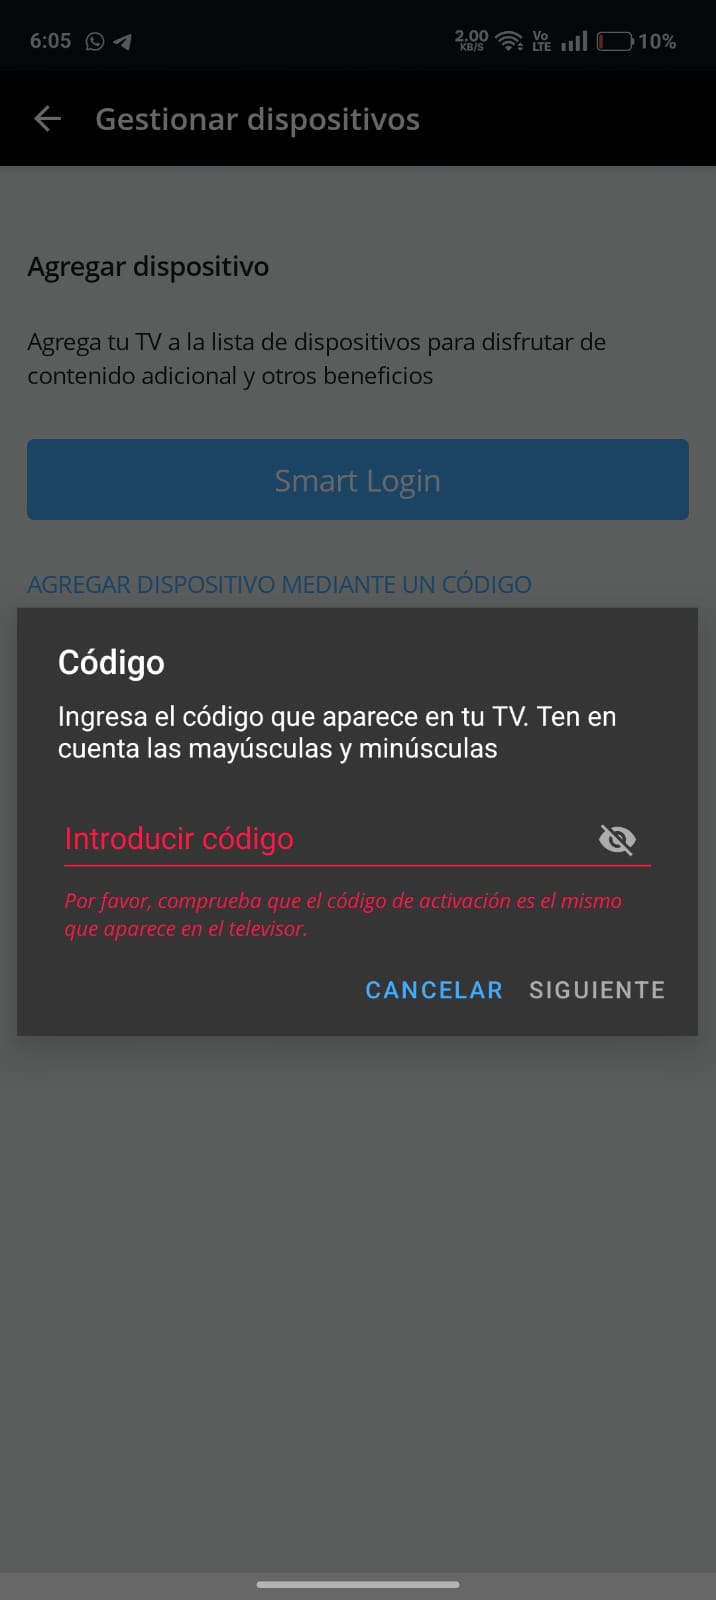 6:05
2.00 KB/S Vo LTE 10%
Gestionar dispositivos
Agregar dispositivo
Agrega tu TV a la lista de dispositivos para disfrutar de
contenido adicional y otros beneficios
Smart Login
AGREGAR DISPOSITIVO MEDIANTE UN CÓDIGO
Código
Ingresa el código que aparece en tu TV. Ten en
cuenta las mayúsculas y minúsculas
Introducir código
Por favor, comprueba que el código de activación es el mismo
que aparece en el televisor.
CANCELAR SIGUIENTE